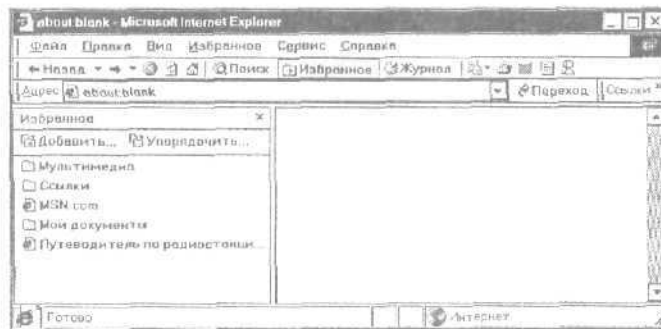 about:blank - Microsoft Internet Explorer
Файл Правка Вид Избранное Сервис Справка
Назад Поиск Избранное Журнал
Адрес about:blank Переход Ссылки »
Избранное ×
Добавить... Упорядочить...
Мультимедиа
Ссылки
MSN.com
Мои документы
Путеводитель по радиостанци...
Готово Интернет